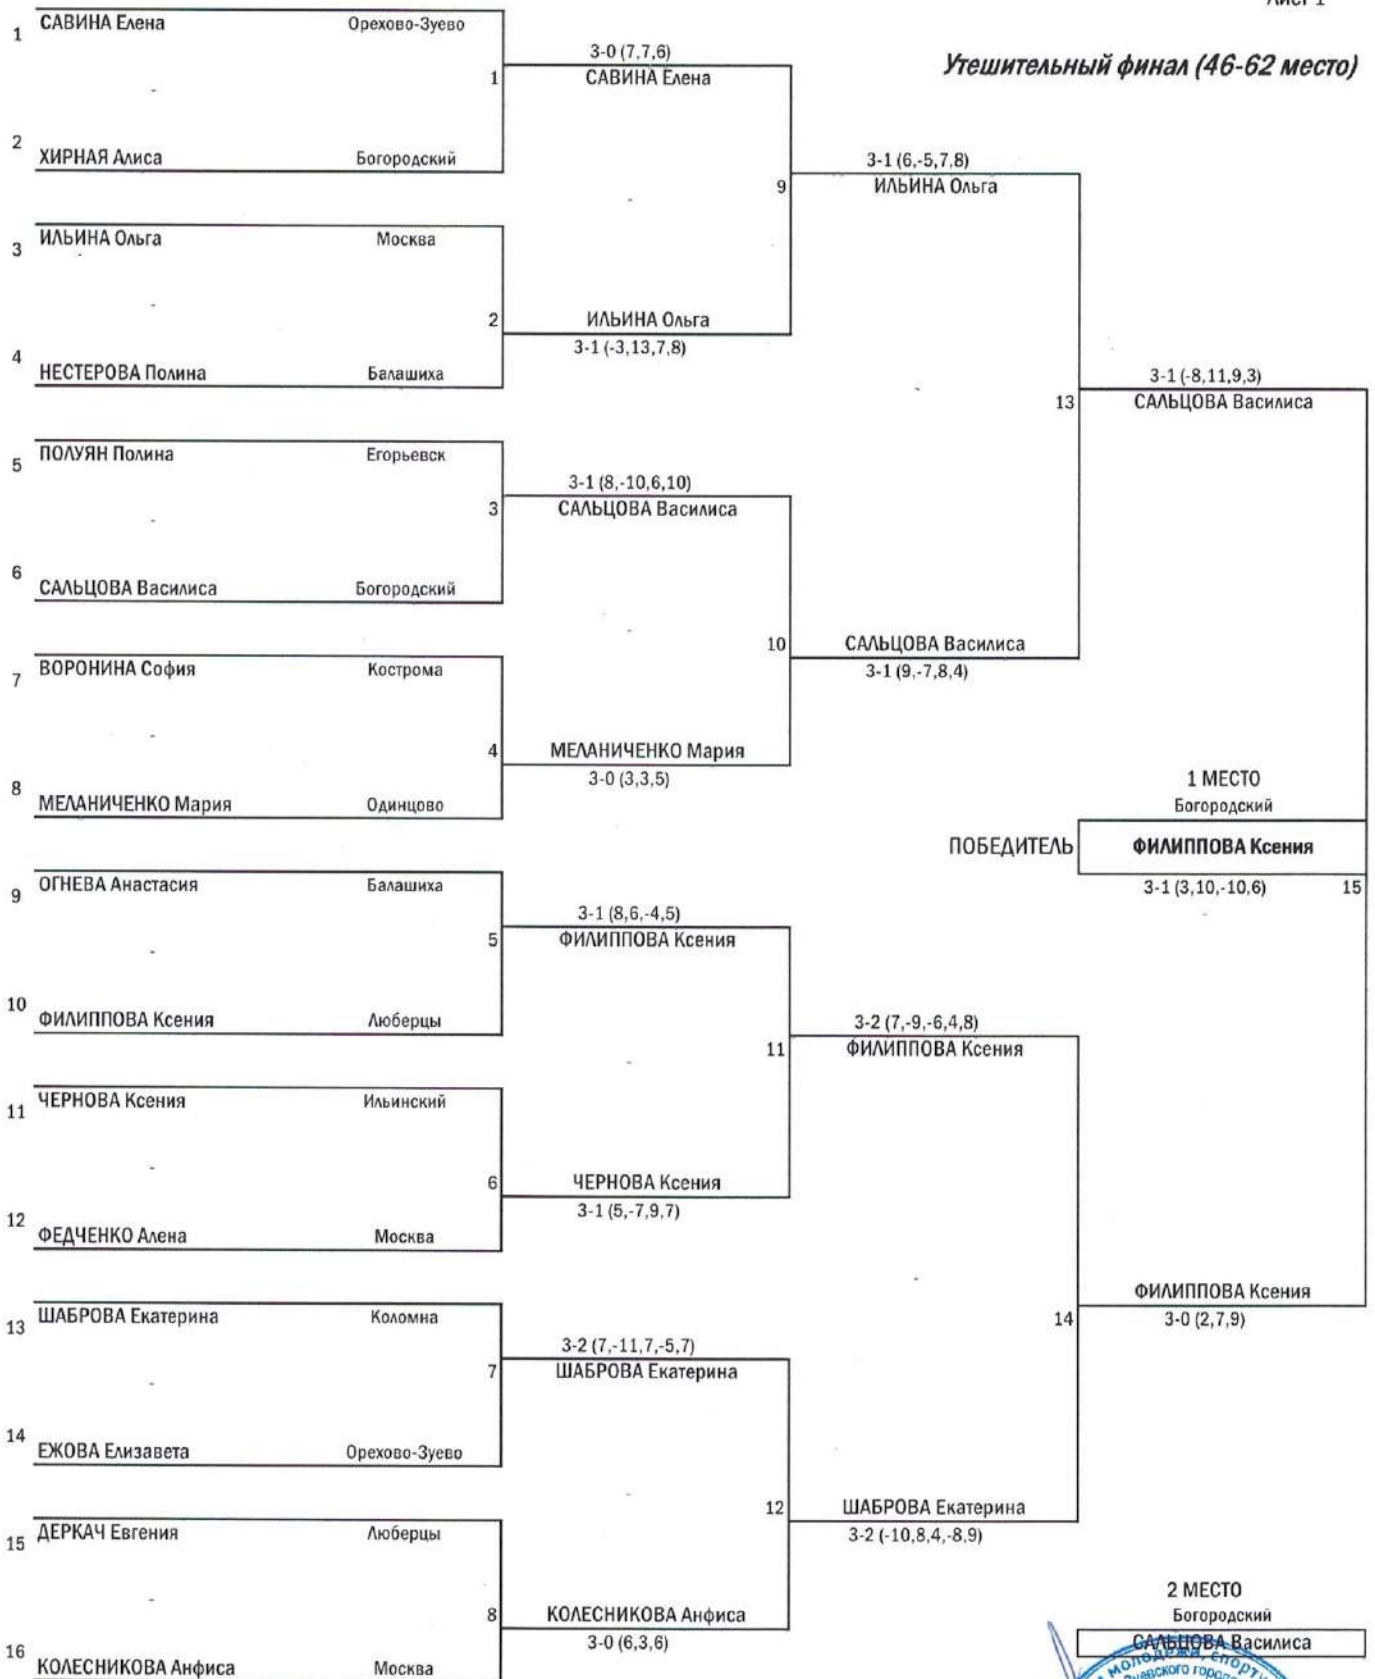 Лист 1
Утешительный финал (46-62 место)
1 САВИНА Елена Орехово-Зуево
3-0 (7,7,6)
1 САВИНА Елена
-
2 ХИРНАЯ Алиса Богородский
3-1 (6,-5,7,8)
9 ИЛЬИНА Ольга
-
3 ИЛЬИНА Ольга Москва
-
2 ИЛЬИНА Ольга
3-1 (-3,13,7,8)
4 НЕСТЕРОВА Полина Балашиха
3-1 (-8,11,9,3)
13 САЛЬЦОВА Василиса
-
5 ПОЛУЯН Полина Егорьевск
3-1 (8,-10,6,10)
3 САЛЬЦОВА Василиса
-
6 САЛЬЦОВА Василиса Богородский
-
10 САЛЬЦОВА Василиса
3-1 (9,-7,8,4)
7 ВОРОНИНА София Кострома
-
4 МЕЛАНИЧЕНКО Мария
3-0 (3,3,5)
8 МЕЛАНИЧЕНКО Мария Одинцово
1 МЕСТО
Богородский
ПОБЕДИТЕЛЬ ФИЛИППОВА Ксения
3-1 (3,10,-10,6) 15
-
9 ОГНЕВА Анастасия Балашиха
3-1 (8,6,-4,5)
5 ФИЛИППОВА Ксения
-
10 ФИЛИППОВА Ксения Люберцы
3-2 (7,-9,-6,4,8)
11 ФИЛИППОВА Ксения
-
11 ЧЕРНОВА Ксения Ильинский
-
6 ЧЕРНОВА Ксения
3-1 (5,-7,9,7)
12 ФЕДЧЕНКО Алена Москва
-
ФИЛИППОВА Ксения
14 3-0 (2,7,9)
13 ШАБРОВА Екатерина Коломна
3-2 (7,-11,7,-5,7)
7 ШАБРОВА Екатерина
-
14 ЕЖОВА Елизавета Орехово-Зуево
-
12 ШАБРОВА Екатерина
3-2 (-10,8,4,-8,9)
15 ДЕРКАЧ Евгения Люберцы
-
8 КОЛЕСНИКОВА Анфиса
3-0 (6,3,6)
16 КОЛЕСНИКОВА Анфиса Москва
2 МЕСТО
Богородский
САЛЬЦОВА Василиса